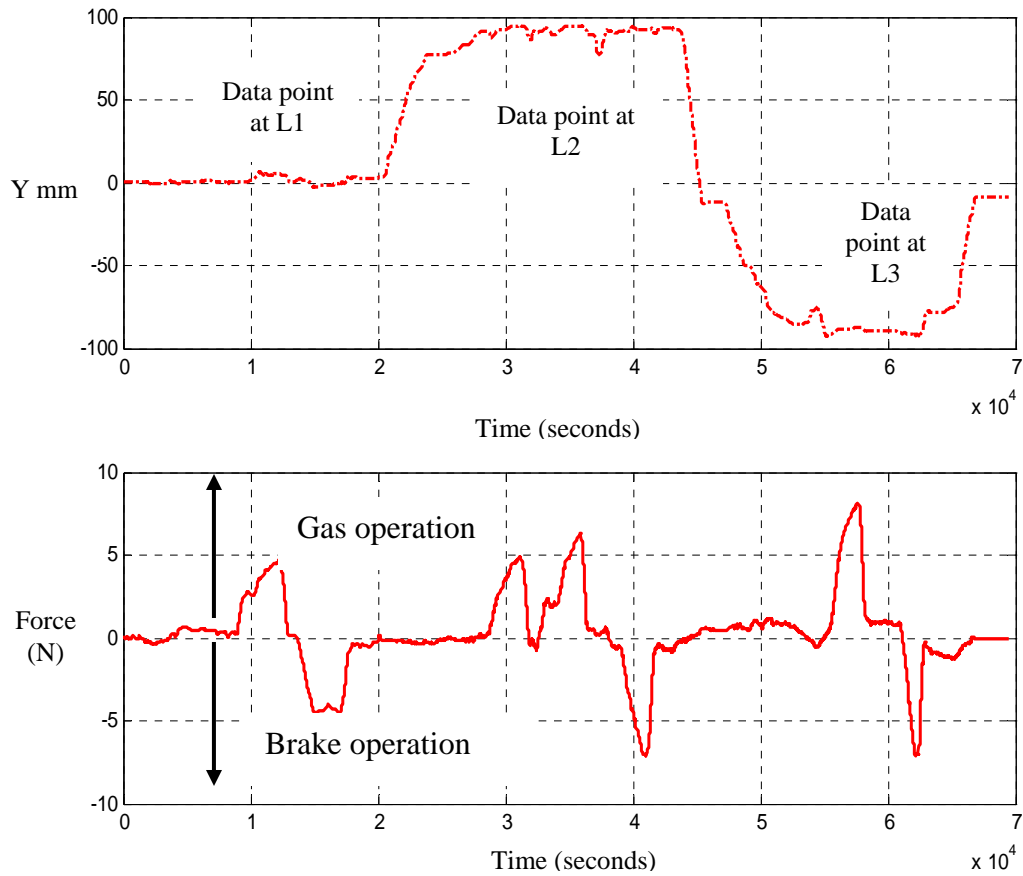 100
50
0
-50
-100
Y mm
Data point
at L1
Data point at
L2
Data
point at
L3
0 1 2 3 4 5 6 7
x 10^4
Time (seconds)
10
5
0
-5
-10
Force
(N)
Gas operation
Brake operation
0 1 2 3 4 5 6 7
x 10^4
Time (seconds)